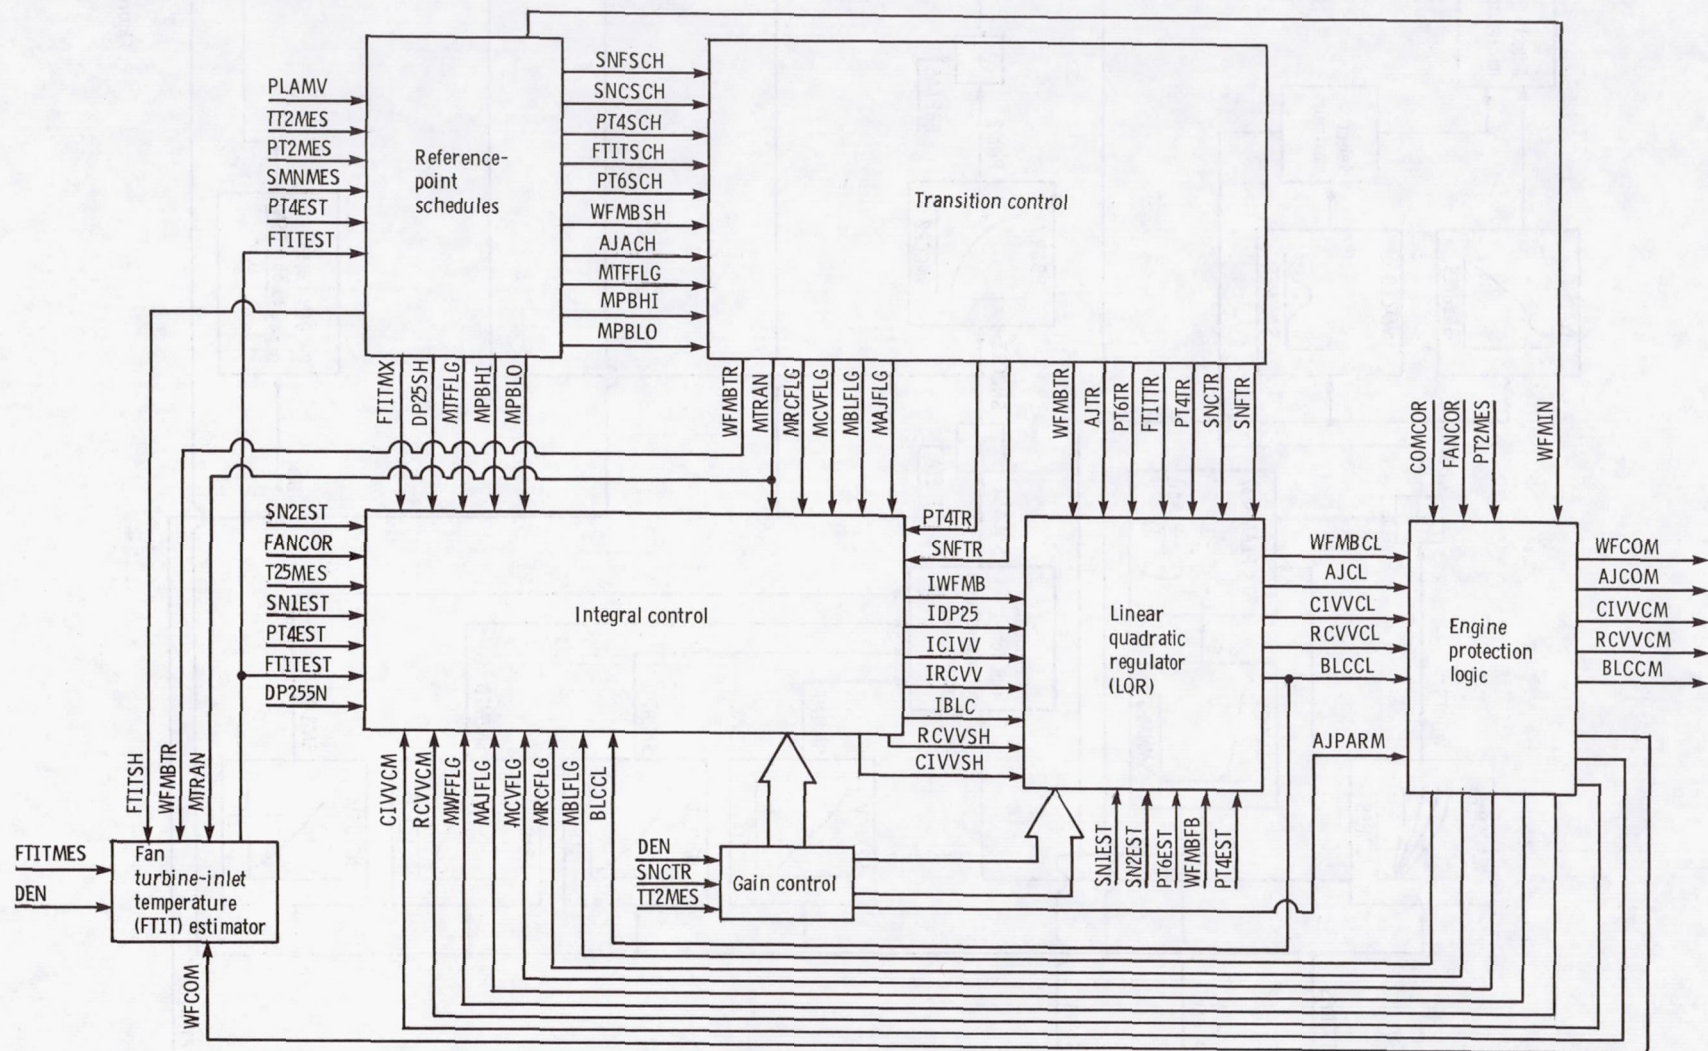 PLAMV
TT2MES
PT2MES
SMNMES
PT4EST
FTITEST
Reference-
point
schedules
SNFSCH
SNCSCH
PT4SCH
FTITSCH
PT6SCH
WFMBSH
AJACH
MTFFLG
MPBHI
MPBLO
Transition control
FTITMX
DP25SH
MTFFLG
MPBHI
MPBLO
WFMBTR
MTRAN
MRCFLG
MCVFLG
MBLFLG
MAJFLG
WFMBTR
AJTR
PT6TR
FTITTR
PT4TR
SNCTR
SNFTR
COMCOR
FANCOR
PT2MES
WFMIN
SN2EST
FANCOR
T25MES
SN1EST
PT4EST
FTITEST
DP255N
Integral control
PT4TR
SNFTR
IWFMB
IDP25
ICIVV
IRCVV
IBLC
RCVVSH
CIVVSH
Linear
quadratic
regulator
(LQR)
WFMBCL
AJCL
CIVVCL
RCVVCL
BLCCL
AJPARM
Engine
protection
logic
WFCOM
AJCOM
CIVVCM
RCVVCM
BLCCM
FTITSH
WFMBTR
MTRAN
CIVVCM
RCVVCM
MWFFLG
MAJFLG
MCVFLG
MRCFLG
MBLFLG
BLCCL
DEN
SNCTR
TT2MES
Gain control
SN1EST
SN2EST
PT6EST
WFMBFB
PT4EST
FTITMES
DEN
Fan
turbine-inlet
temperature
(FTIT) estimator
WFCOM